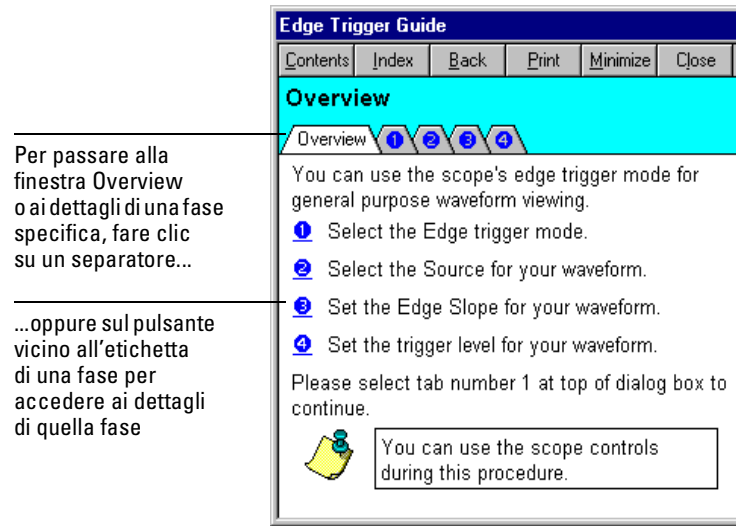 Edge Trigger Guide
Contents Index Back Print Minimize Close
Overview
Overview 1 2 3 4
Per passare alla
finestra Overview
o ai dettagli di una fase
specifica, fare clic
su un separatore...
...oppure sul pulsante
vicino all'etichetta
di una fase per
accedere ai dettagli
di quella fase
You can use the scope's edge trigger mode for
general purpose waveform viewing.
1 Select the Edge trigger mode.
2 Select the Source for your waveform.
3 Set the Edge Slope for your waveform.
4 Set the trigger level for your waveform.
Please select tab number 1 at top of dialog box to
continue.
You can use the scope controls
during this procedure.